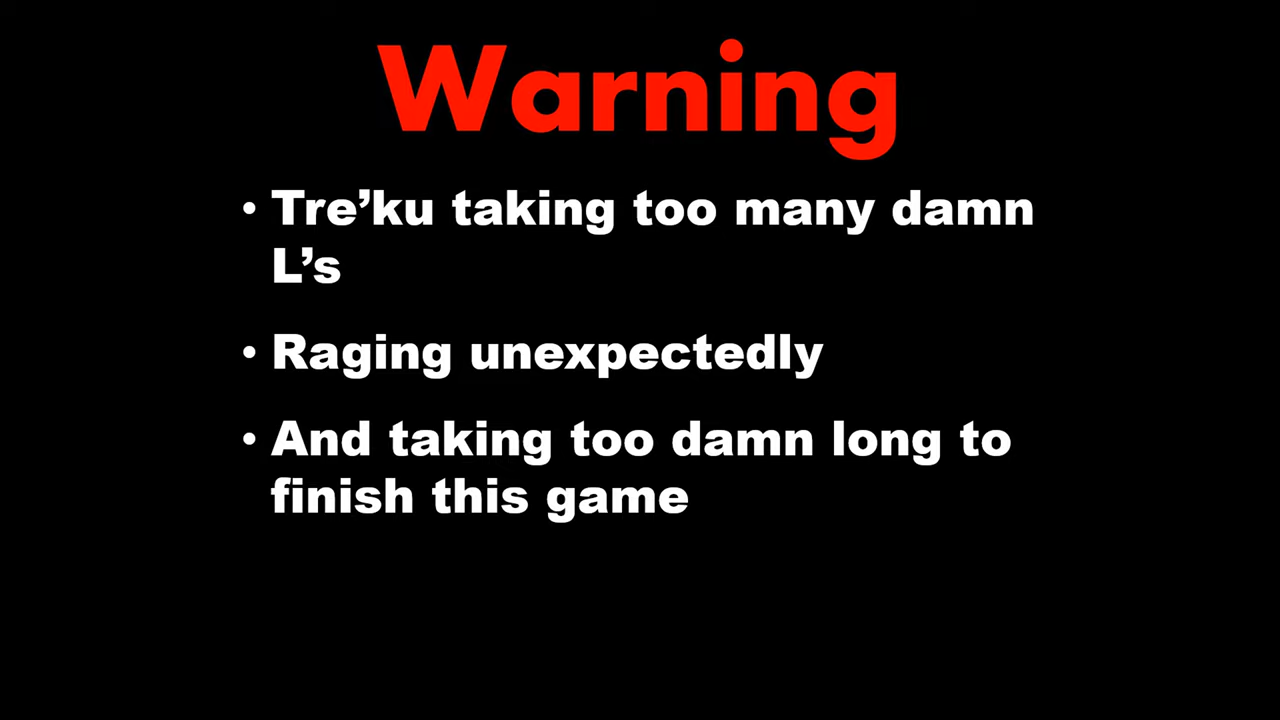 Warning
• Tre’ku taking too many damn
L’s
• Raging unexpectedly
• And taking too damn long to
finish this game